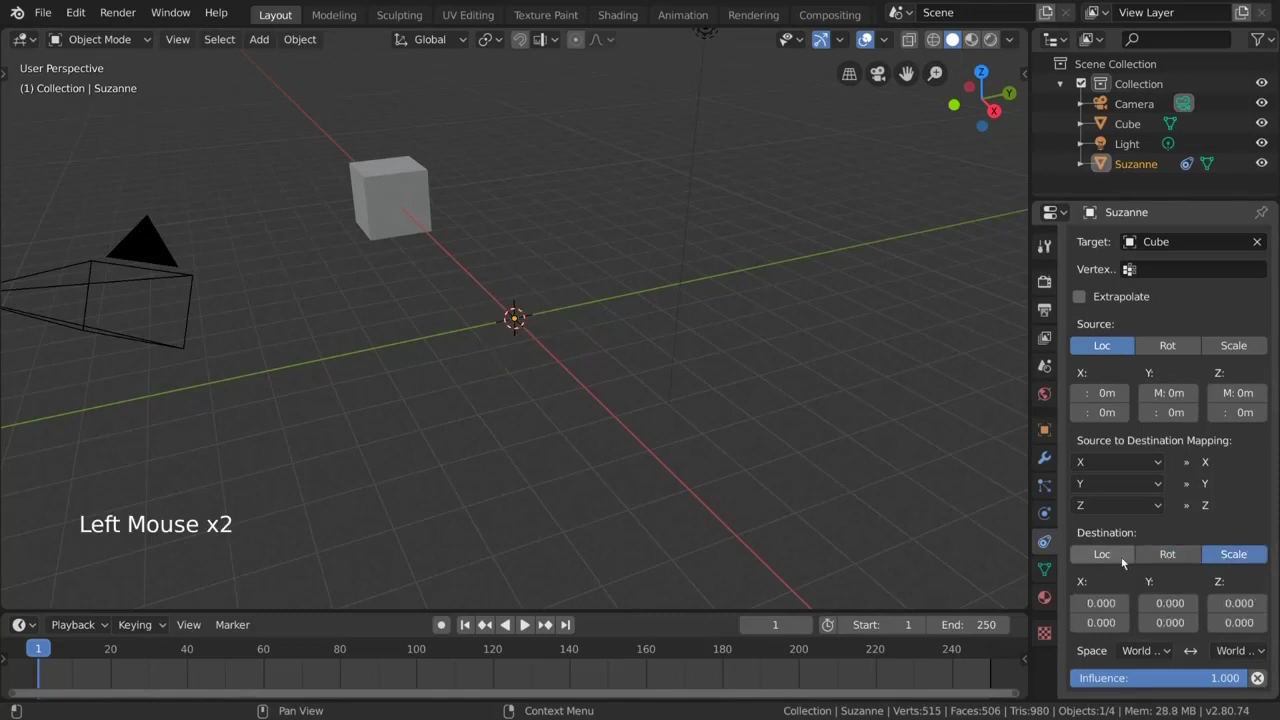 File Edit Render Window Help Layout Modeling Sculpting UV Editing Texture Paint Shading Animation Rendering Compositing Scene View Layer
Object Mode View Select Add Object Global
User Perspective
(1) Collection | Suzanne
X
Y
Z
Left Mouse x2
Scene Collection
Collection
Camera
Cube
Light
Suzanne
Suzanne
Target: Cube
Vertex..
Extrapolate
Source:
Loc Rot Scale
X: Y: Z:
: 0m M: 0m M: 0m
: 0m : 0m : 0m
Source to Destination Mapping:
X » X
Y » Y
Z » Z
Destination:
Loc Rot Scale
X: Y: Z:
0.000 0.000 0.000
0.000 0.000 0.000
Space World .. World ..
Influence: 1.000
Playback Keying View Marker 1 Start: 1 End: 250
1 20 40 60 80 100 120 140 160 180 200 220 240
Pan View Context Menu Collection | Suzanne | Verts:515 | Faces:506 | Tris:980 | Objects:1/4 | Mem: 28.8 MB | v2.80.74